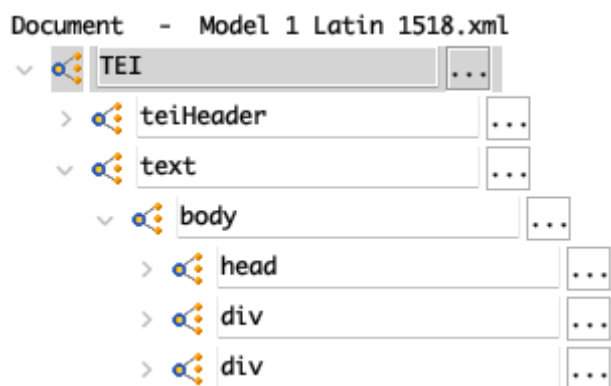 Document - Model 1 Latin 1518.xml
TEI ...
teiHeader ...
text ...
body ...
head ...
div ...
div ...